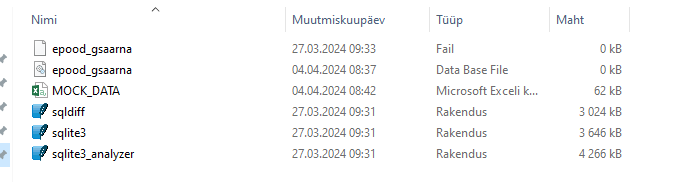 Nimi Muutmiskuupäev Tüüp Maht
epood_gsaarna 27.03.2024 09:33 Fail 0 kB
epood_gsaarna 04.04.2024 08:37 Data Base File 0 kB
MOCK_DATA 04.04.2024 08:42 Microsoft Exceli k... 62 kB
sqldiff 27.03.2024 09:31 Rakendus 3 024 kB
sqlite3 27.03.2024 09:31 Rakendus 3 646 kB
sqlite3_analyzer 27.03.2024 09:31 Rakendus 4 266 kB